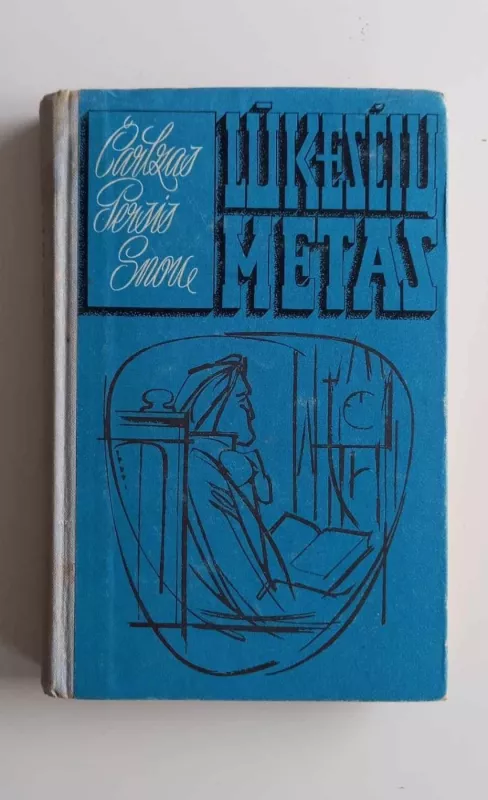 Čarlzas
Persis
Snou
LŪKESČIŲ
METAS